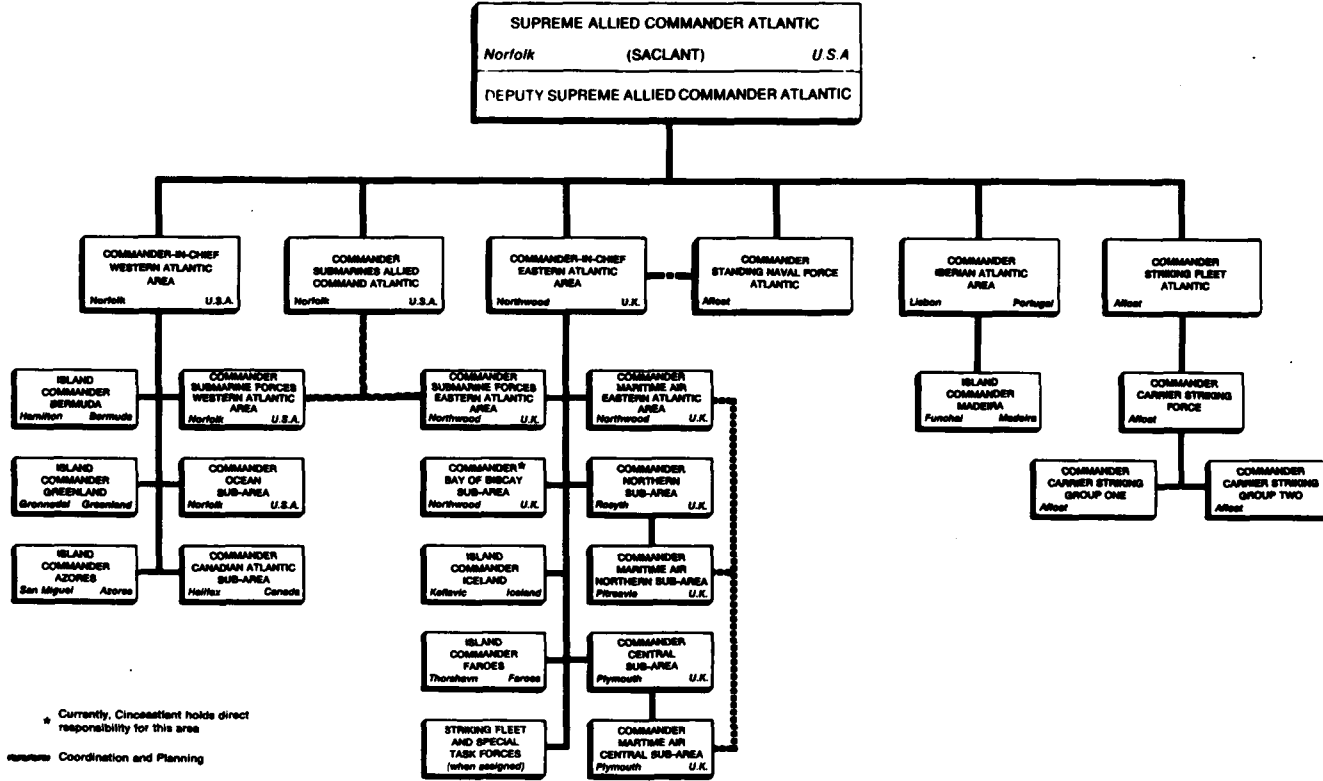 SUPREME ALLIED COMMANDER ATLANTIC
Norfolk (SACLANT) U.S.A
DEPUTY SUPREME ALLIED COMMANDER ATLANTIC
COMMANDER-IN-CHIEF
WESTERN ATLANTIC
AREA
Norfolk U.S.A.
COMMANDER
SUBMARINES ALLIED
COMMAND ATLANTIC
Norfolk U.S.A.
COMMANDER-IN-CHIEF
EASTERN ATLANTIC
AREA
Northwood U.K.
COMMANDER
STANDING NAVAL FORCE
ATLANTIC
Afloat
COMMANDER
IBERIAN ATLANTIC
AREA
Lisbon Portugal
COMMANDER
STRIKING FLEET
ATLANTIC
Afloat
ISLAND
COMMANDER
BERMUDA
Hamilton Bermuda
COMMANDER
SUBMARINE FORCES
WESTERN ATLANTIC
AREA
Norfolk U.S.A.
COMMANDER
SUBMARINE FORCES
EASTERN ATLANTIC
AREA
Northwood U.K.
COMMANDER
MARITIME AIR
EASTERN ATLANTIC
AREA
Northwood U.K.
ISLAND
COMMANDER
MADEIRA
Funchal Madeira
COMMANDER
CARRIER STRIKING
FORCE
Afloat
ISLAND
COMMANDER
GREENLAND
Gronnedal Greenland
COMMANDER
OCEAN
SUB-AREA
Norfolk U.S.A.
COMMANDER*
BAY OF BISCAY
SUB-AREA
Northwood U.K.
COMMANDER
NORTHERN
SUB-AREA
Rosyth U.K.
COMMANDER
CARRIER STRIKING
GROUP ONE
Afloat
COMMANDER
CARRIER STRIKING
GROUP TWO
Afloat
ISLAND
COMMANDER
AZORES
San Miguel Azores
COMMANDER
CANADIAN ATLANTIC
SUB-AREA
Halifax Canada
ISLAND
COMMANDER
ICELAND
Keflavic Iceland
COMMANDER
MARITIME AIR
NORTHERN SUB-AREA
Pitreavie U.K.
ISLAND
COMMANDER
FAROES
Thorshavn Faroes
COMMANDER
CENTRAL
SUB-AREA
Plymouth U.K.
STRIKING FLEET
AND SPECIAL
TASK FORCES
(when assigned)
COMMANDER
MARTIME AIR
CENTRAL SUB-AREA
Plymouth U.K.
* Currently, Cinceastlant holds direct
responsibility for this area
Coordination and Planning